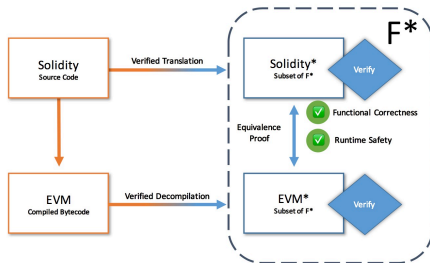 F*
Solidity
Source Code
Verified Translation
Solidity*
Subset of F*
Verify
Equivalence
Proof
Functional Correctness
Runtime Safety
EVM
Compiled Bytecode
Verified Decompilation
EVM*
Subset of F*
Verify